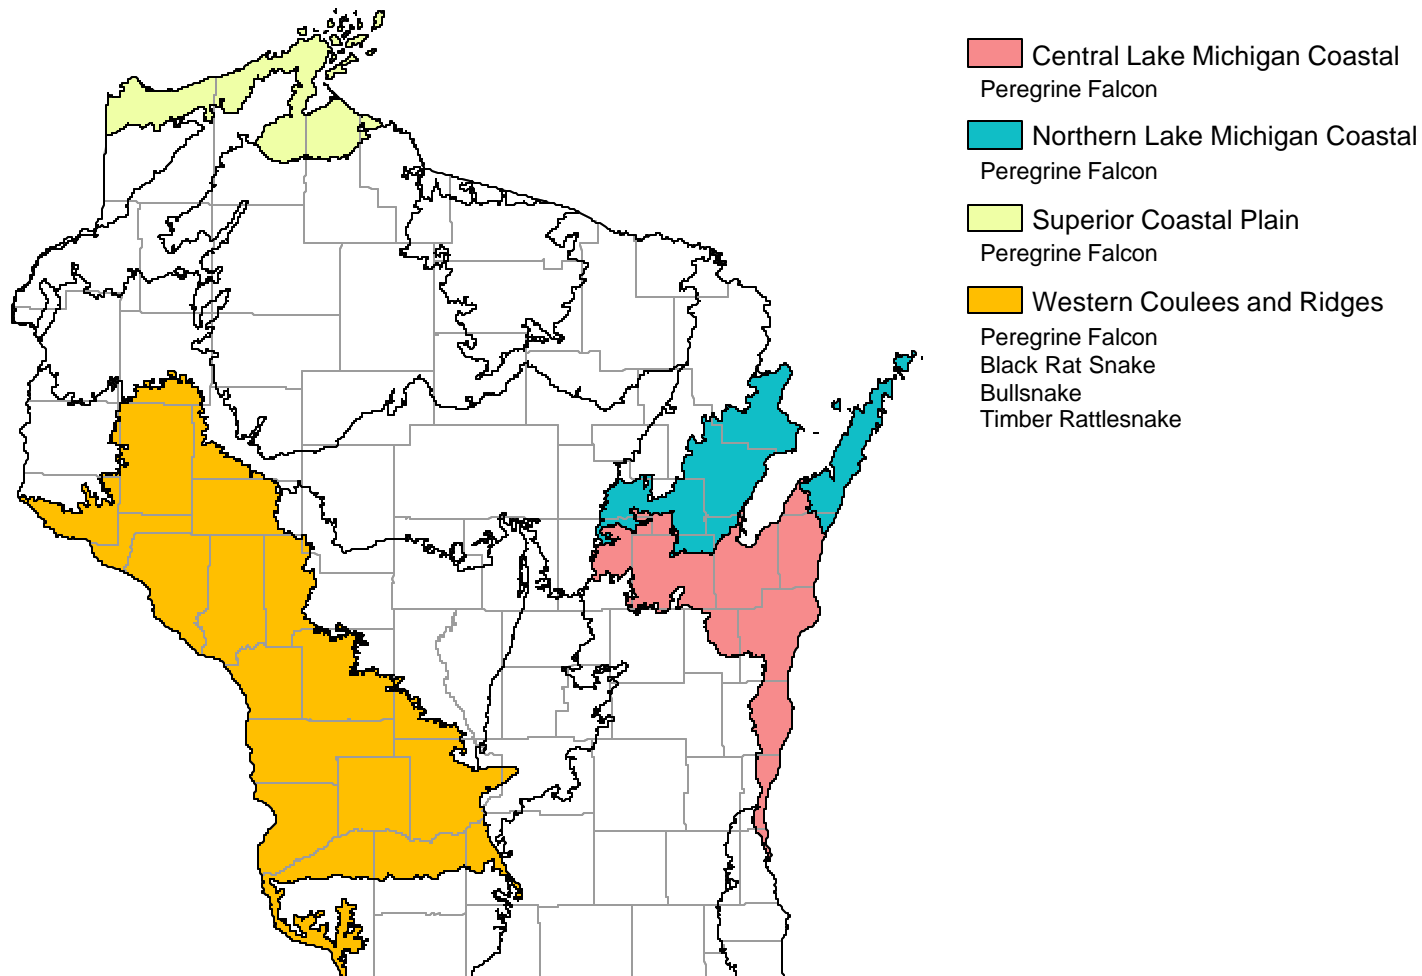 Central Lake Michigan Coastal
Peregrine Falcon
Northern Lake Michigan Coastal
Peregrine Falcon
Superior Coastal Plain
Peregrine Falcon
Western Coulees and Ridges
Peregrine Falcon
Black Rat Snake
Bullsnake
Timber Rattlesnake